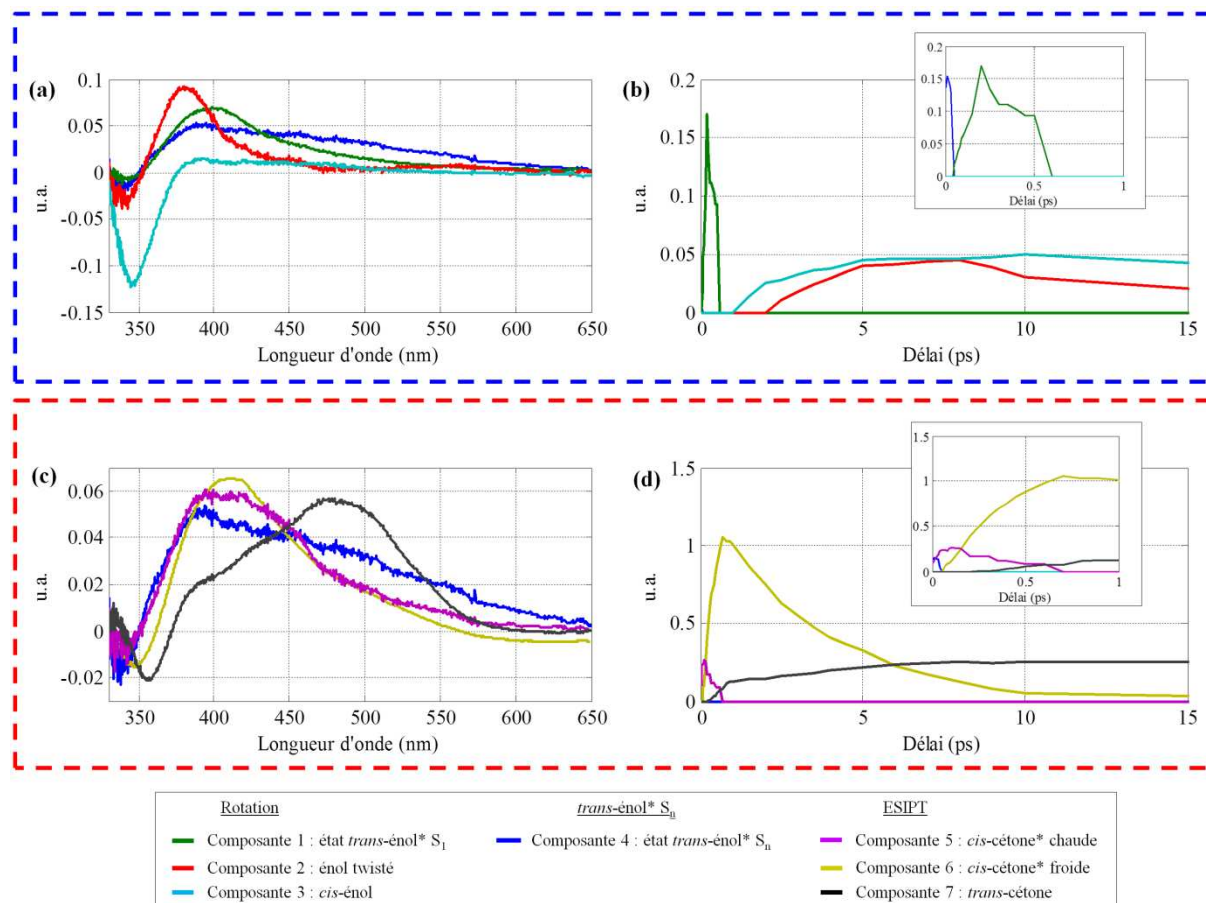 (a)
u.a.
0.1
0.05
0
-0.05
-0.1
-0.15
350 400 450 500 550 600 650
Longueur d'onde (nm)
(b)
u.a.
0.2
0.15
0.1
0.05
0
0 5 10 15
Délai (ps)
0.2
0.15
0.1
0.05
0
0 0.5 1
Délai (ps)
(c)
u.a.
0.06
0.04
0.02
0
-0.02
350 400 450 500 550 600 650
Longueur d'onde (nm)
(d)
u.a.
1.5
1
0.5
0
0 5 10 15
Délai (ps)
1.5
1
0.5
0
0 0.5 1
Délai (ps)
Rotation trans-énol* Sn ESIPT
Composante 1 : état trans-énol* S1 Composante 4 : état trans-énol* Sn Composante 5 : cis-cétone* chaude
Composante 2 : énol twisté Composante 6 : cis-cétone* froide
Composante 3 : cis-énol Composante 7 : trans-cétone